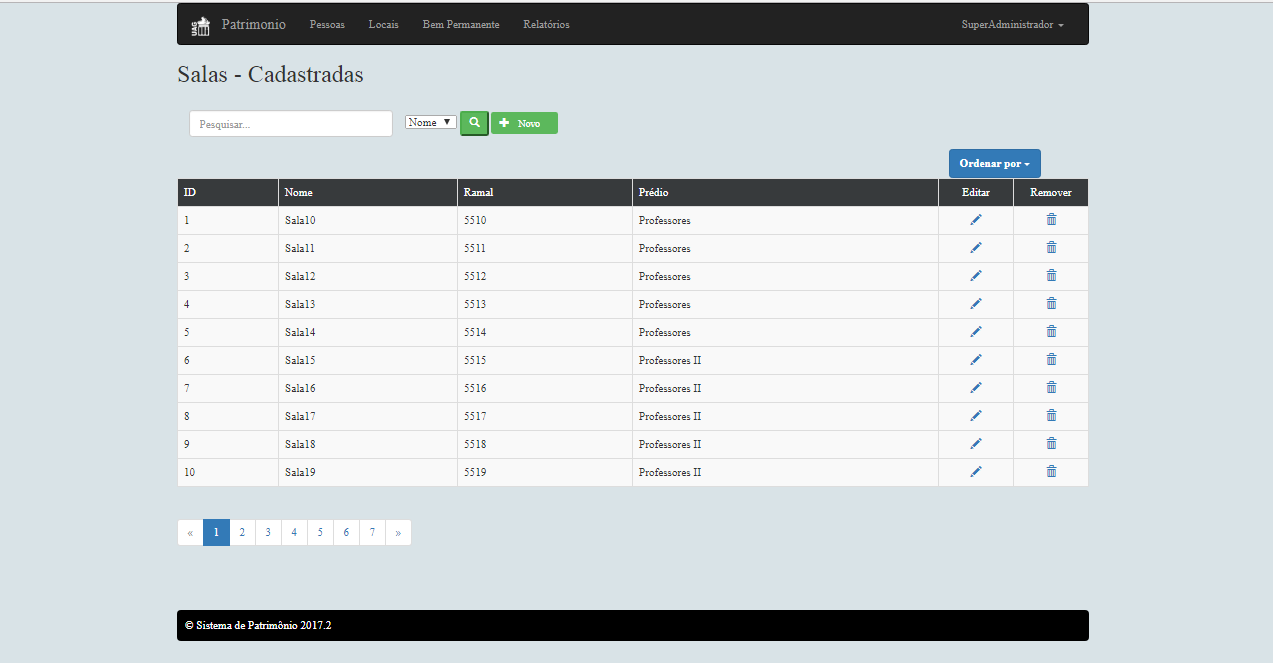 Patrimonio Pessoas Locais Bem Permanente Relatórios SuperAdministrador
Salas - Cadastradas
Pesquisar... Nome Novo
Ordenar por
ID Nome Ramal Prédio Editar Remover
1 Sala10 5510 Professores
2 Sala11 5511 Professores
3 Sala12 5512 Professores
4 Sala13 5513 Professores
5 Sala14 5514 Professores
6 Sala15 5515 Professores II
7 Sala16 5516 Professores II
8 Sala17 5517 Professores II
9 Sala18 5518 Professores II
10 Sala19 5519 Professores II
« 1 2 3 4 5 6 7 »
© Sistema de Patrimônio 2017.2